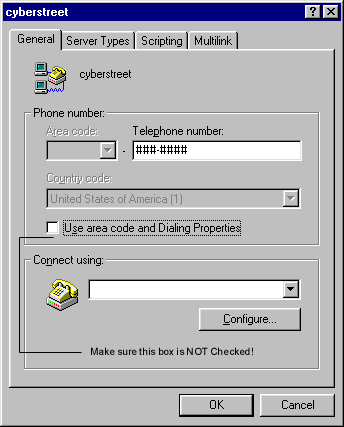 cyberstreet
General Server Types Scripting Multilink
cyberstreet
Phone number:
Area code: Telephone number:
- ###-####
Country code:
United States of America (1)
Use area code and Dialing Properties
Connect using:
Configure...
Make sure this box is NOT Checked!
OK Cancel